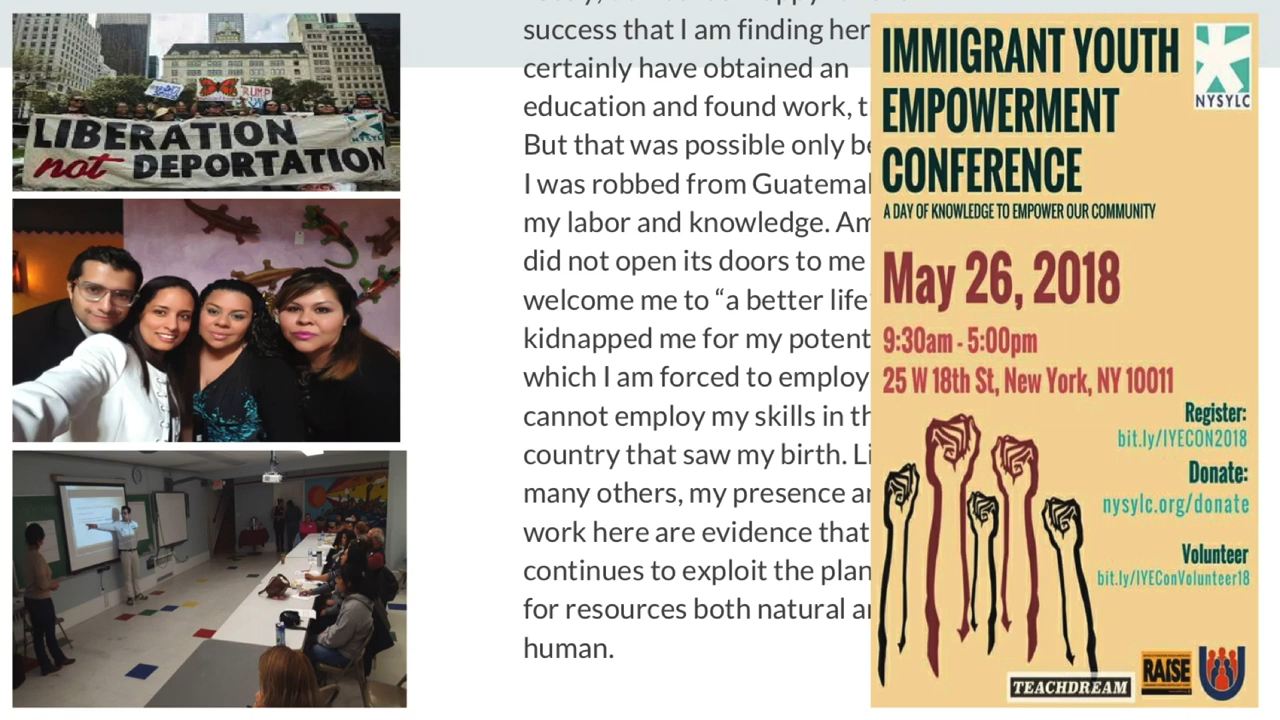 RUMP
LIBERATION
not DEPORTATION
NYSYLC
success that I am finding her
certainly have obtained an
education and found work, t
But that was possible only b
I was robbed from Guatemal
my labor and knowledge. Am
did not open its doors to me
welcome me to “a better life
kidnapped me for my potent
which I am forced to employ
cannot employ my skills in th
country that saw my birth. Li
many others, my presence a
work here are evidence that
continues to exploit the plan
for resources both natural a
human.
IMMIGRANT YOUTH
EMPOWERMENT
CONFERENCE
NYSYLC
A DAY OF KNOWLEDGE TO EMPOWER OUR COMMUNITY
May 26, 2018
9:30am - 5:00pm
25 W 18th St, New York, NY 10011
Register:
bit.ly/IYECON2018
Donate:
nysylc.org/donate
Volunteer
bit.ly/IYEConVolunteer18
TEACHDREAM
RAISE